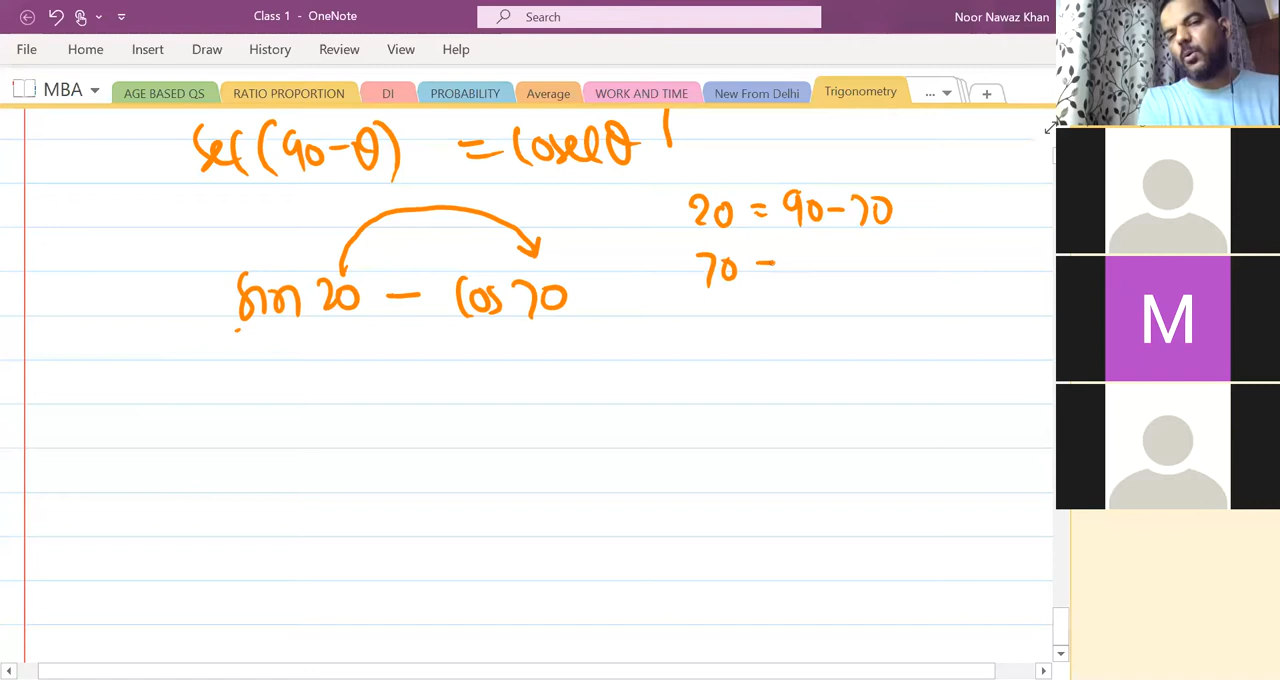 Class 1 - OneNote
Search
Noor Nawaz Khan
File Home Insert Draw History Review View Help
MBA AGE BASED QS RATIO PROPORTION DI PROBABILITY Average WORK AND TIME New From Delhi Trigonometry ... +
Sec(90-θ) = Cosecθ
20 = 90-70
70 =
Sin 20 - Cos 70
M